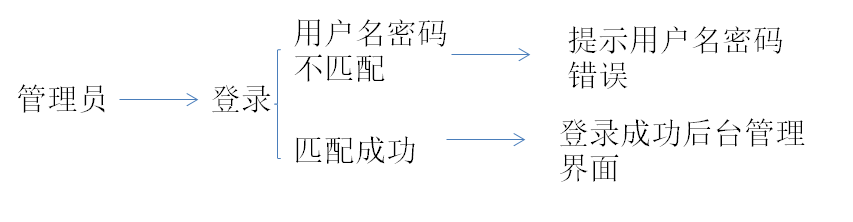 管理员
登录
用户名密码
不匹配
提示用户名密码
错误
匹配成功
登录成功后台管理
界面